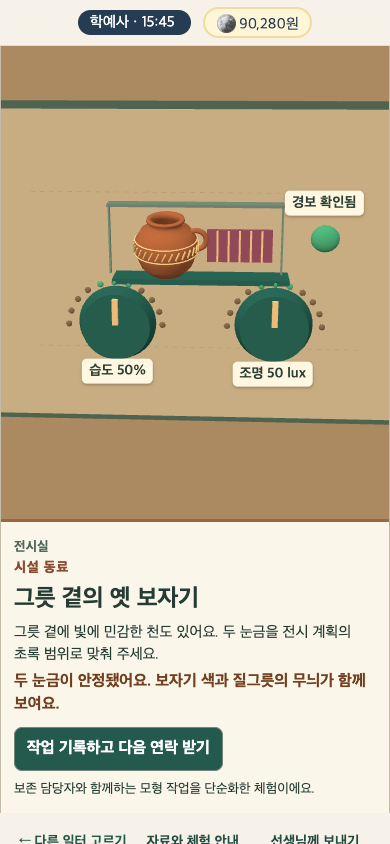 학예사 · 15:45
90,280원
경보 확인됨
습도 50%
조명 50 lux
전시실
시설 동료
그릇 곁의 옛 보자기
그릇 곁에 빛에 민감한 천도 있어요. 두 눈금을 전시 계획의
초록 범위로 맞춰 주세요.
두 눈금이 안정됐어요. 보자기 색과 질그릇의 무늬가 함께
보여요.
작업 기록하고 다음 연락 받기
보존 담당자와 함께하는 모형 작업을 단순화한 체험이에요.
← 다른 일터 고르기 자료와 체험 안내 선생님께 보내기